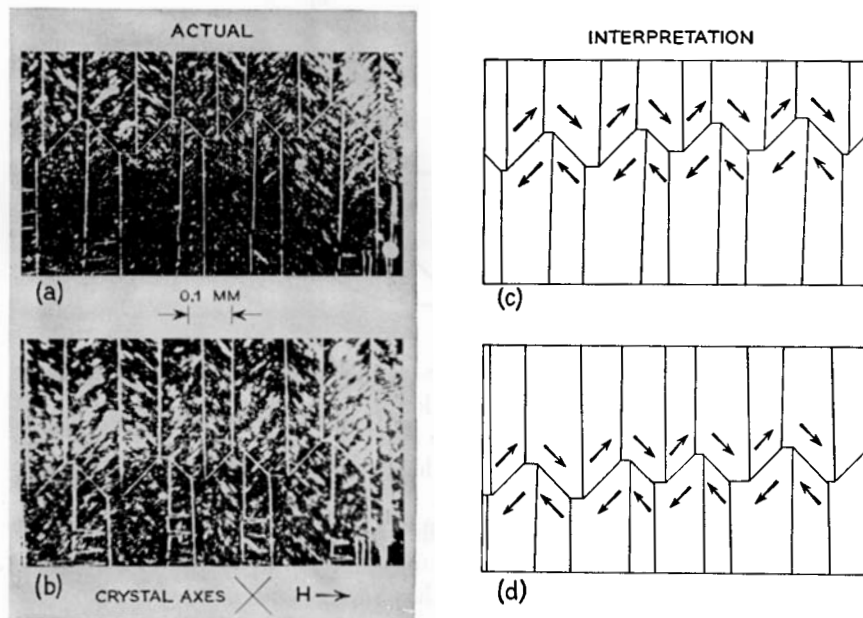 ACTUAL
(a)
0.1 MM
(b)
CRYSTAL AXES H→
INTERPRETATION
(c)
(d)